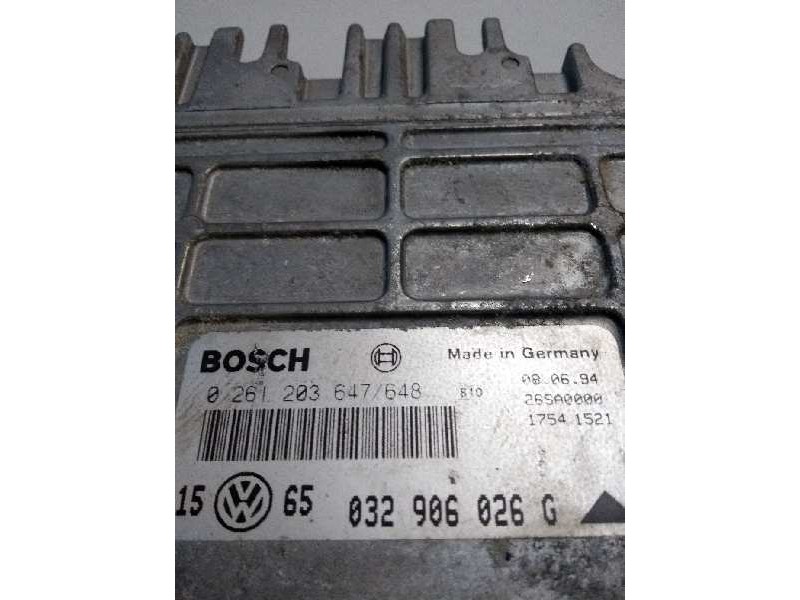 BOSCH Made in Germany
0 261 203 647/648 B10 08.06.94
265A0000
1754 1521
15 65 032 906 026 G